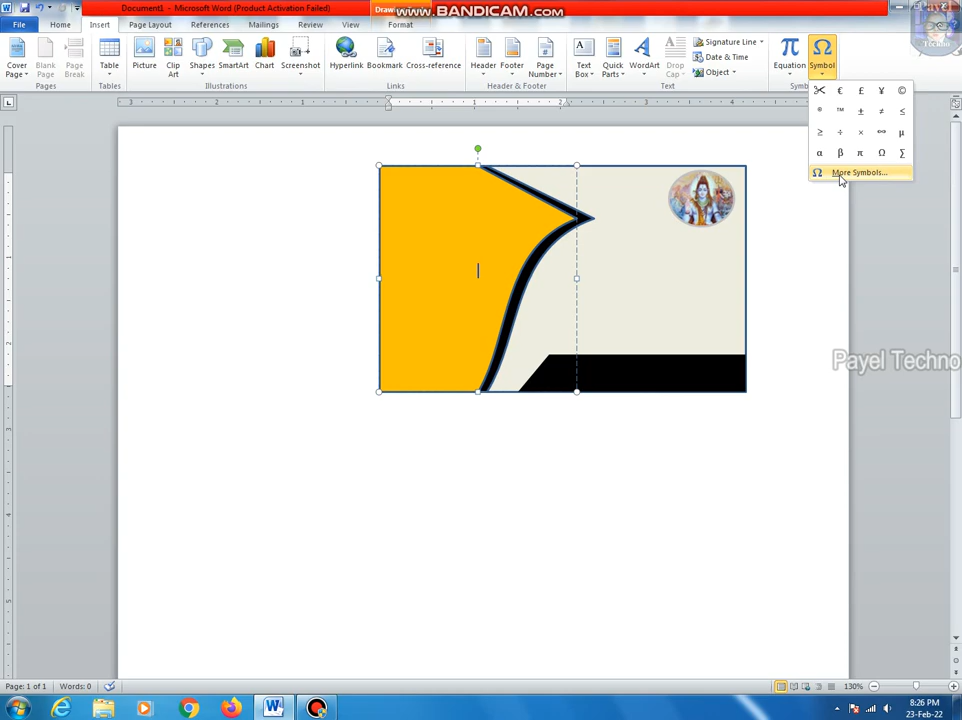 Document1 - Microsoft Word (Product Activation Failed)
www.BANDICAM.com
File Home Insert Page Layout References Mailings Review View Format
Cover Page Blank Page Page Break Table Picture Clip Art Shapes SmartArt Chart Screenshot Hyperlink Bookmark Cross-reference Header Footer Page Number Text Box Quick Parts WordArt Drop Cap Signature Line Date & Time Object Equation Symbol
Pages Tables Illustrations Links Header & Footer Text
€ £ ¥ ©
® ™ ± ≠ ≤
≥ ÷ × ∞ µ
α β π Ω ∑
Ω More Symbols...
Payel Techno
Page: 1 of 1 Words: 0 130%
8:26 PM
23-Feb-22